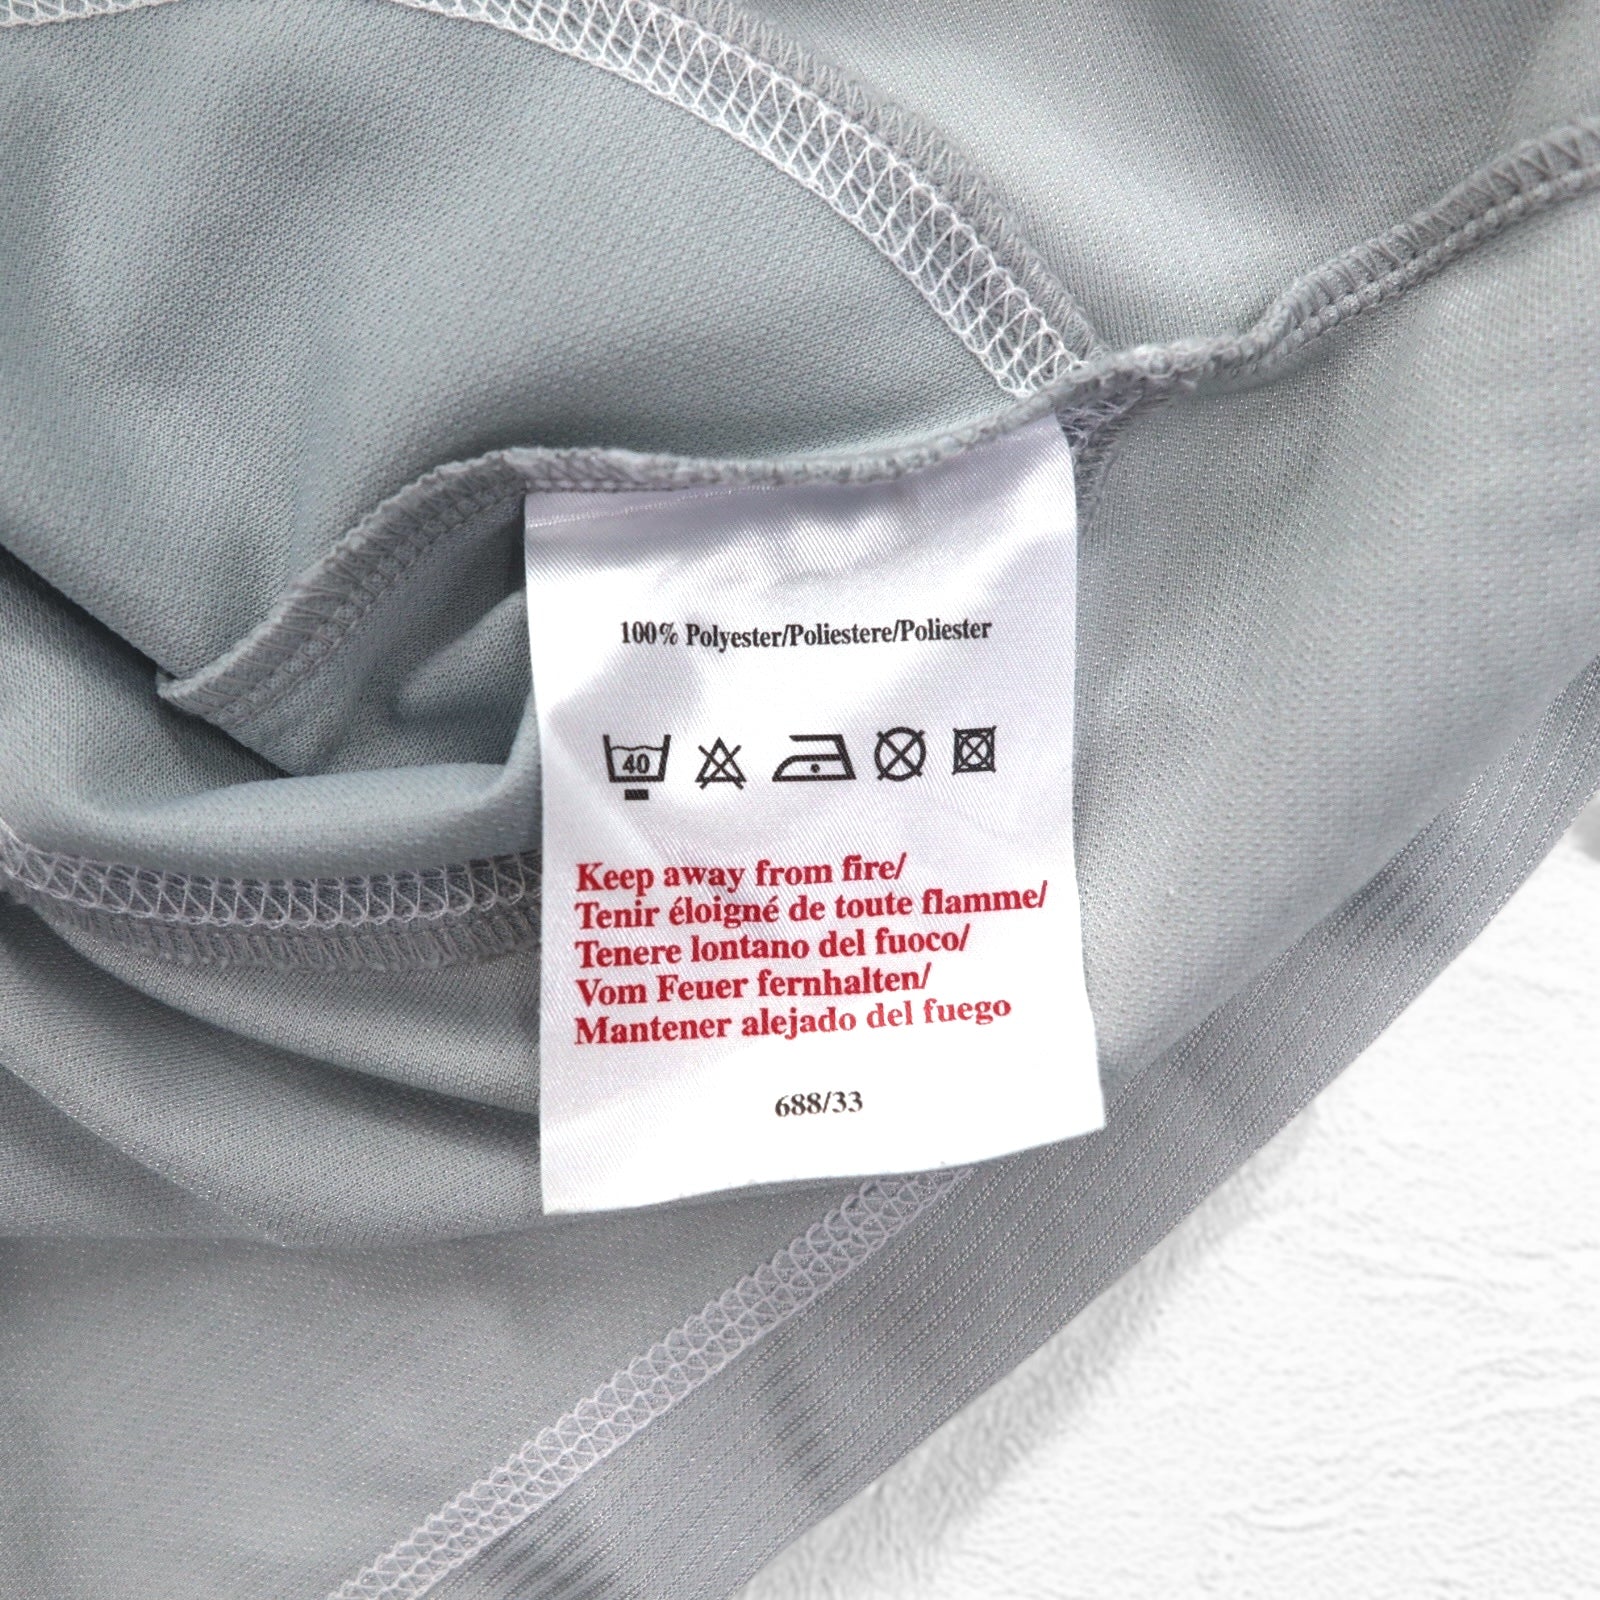 100% Polyester/Poliestere/Poliester
40
Keep away from fire/
Tenir éloigné de toute flamme/
Tenere lontano del fuoco/
Vom Feuer fernhalten/
Mantener alejado del fuego
688/33